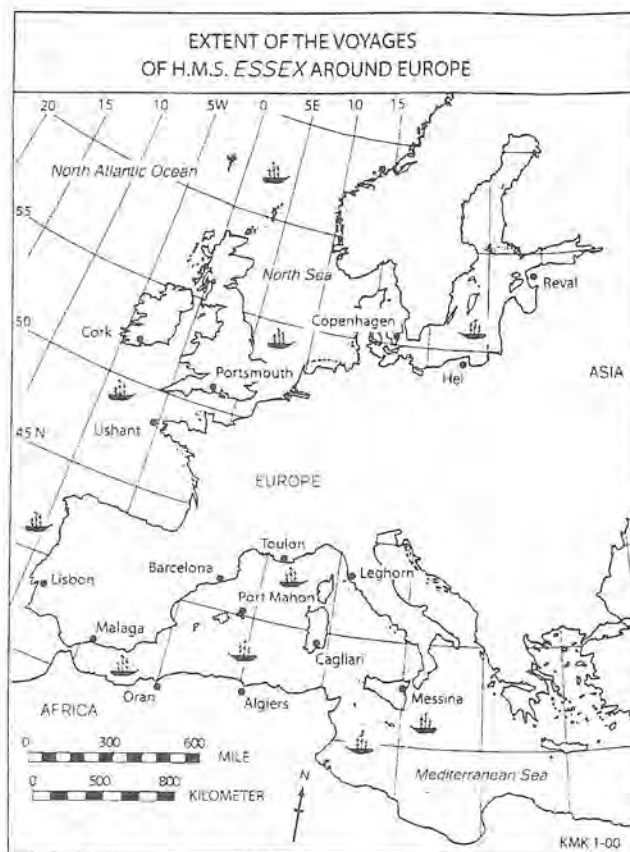 EXTENT OF THE VOYAGES
OF H.M.S. ESSEX AROUND EUROPE
20 15 10 5W 0 5E 10 15
North Atlantic Ocean
55
North Sea
Reval
50
Cork
Copenhagen
Portsmouth
Hel
ASIA
Ushant
45 N
EUROPE
Toulon
Barcelona
Leghorn
Lisbon
Port Mahon
Malaga
Cagliari
Oran
Algiers
Messina
AFRICA
0 300 600
MILE
0 500 800
KILOMETER
N
Mediterranean Sea
KMK 1-00